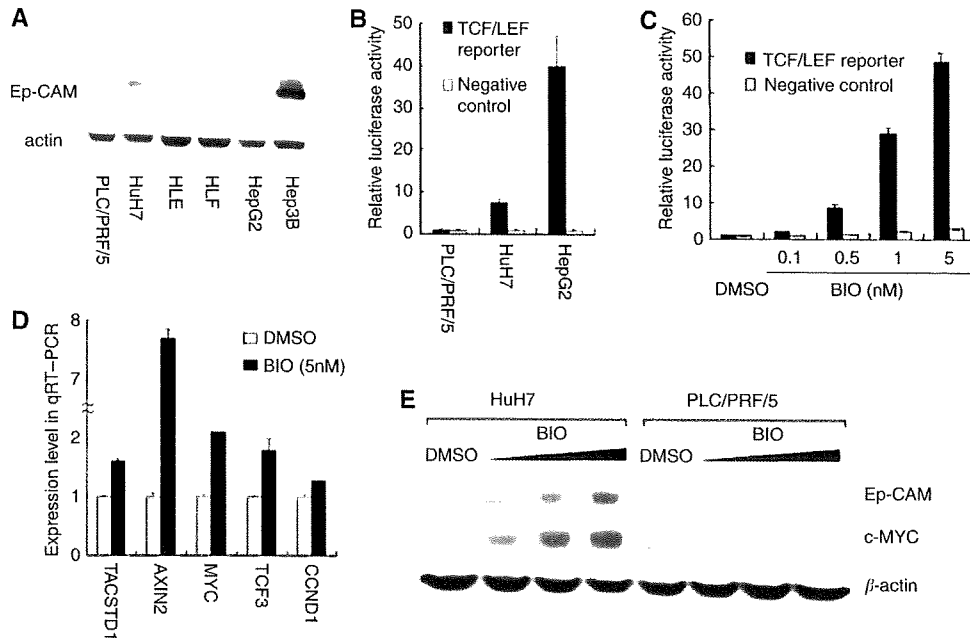 A
Ep-CAM
actin
PLC/PRF/5
HuH7
HLE
HLF
HepG2
Hep3B
B
Relative luciferase activity
50
40
30
20
10
0
TCF/LEF
reporter
Negative
control
PLC/PRF/5
HuH7
HepG2
C
Relative luciferase activity
60
50
40
30
20
10
0
TCF/LEF reporter
Negative control
0.1
0.5
1
5
DMSO
BIO (nM)
D
Expression level in qRT–PCR
8
7
2
1
0
DMSO
BIO (5nM)
TACSTD1
AXIN2
MYC
TCF3
CCND1
E
HuH7
PLC/PRF/5
BIO
BIO
DMSO
DMSO
Ep-CAM
c-MYC
β-actin